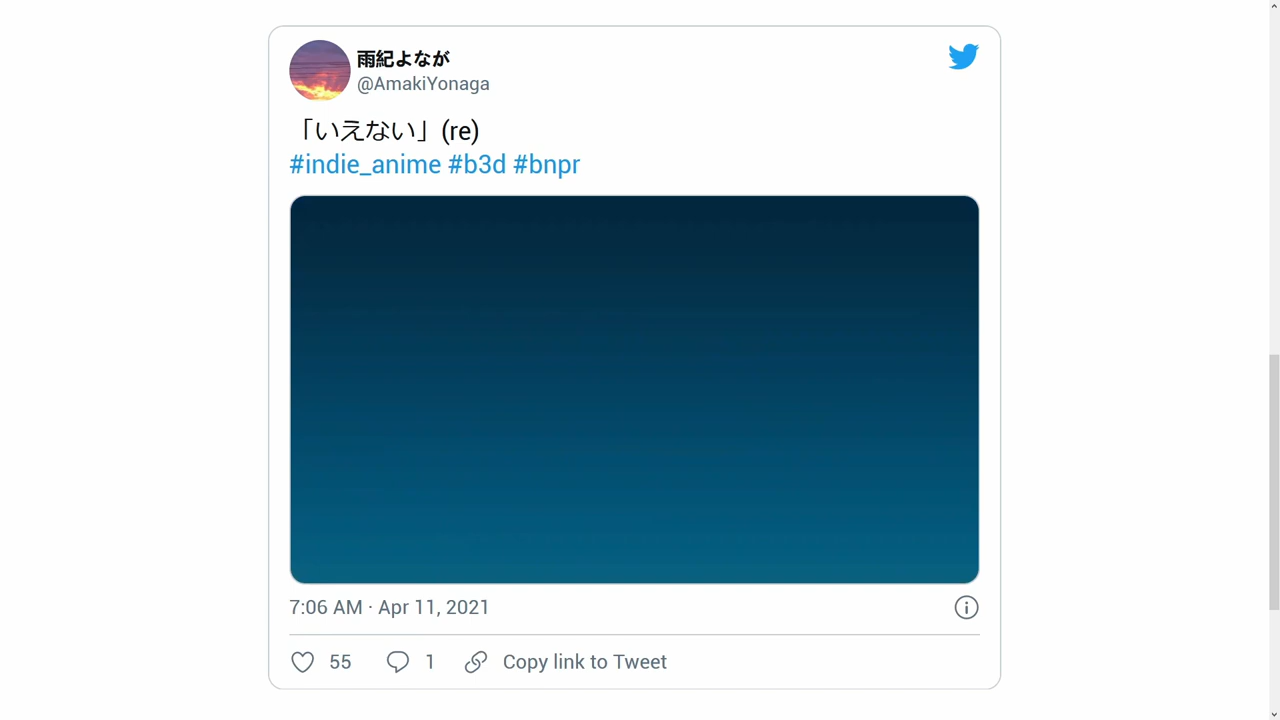 雨紀よなが
@AmakiYonaga
「いえない」(re)
#indie_anime #b3d #bnpr
7:06 AM · Apr 11, 2021
55 1 Copy link to Tweet